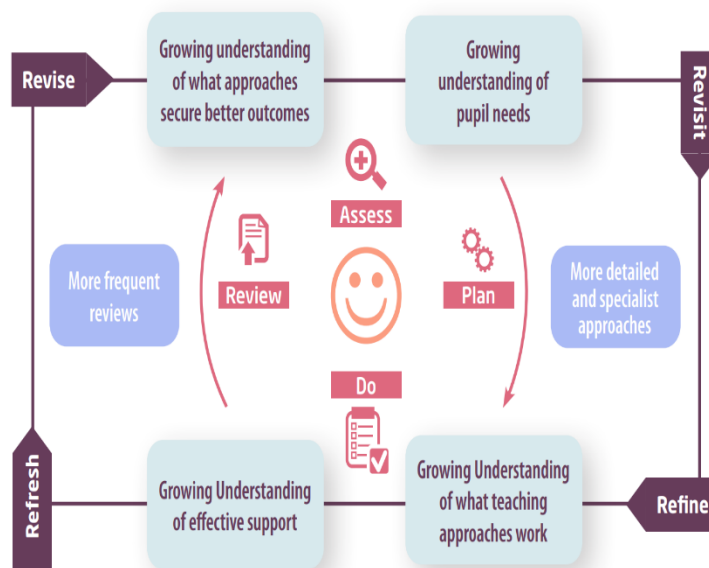 Revise
Growing understanding
of what approaches
secure better outcomes
Growing
understanding of
pupil needs
Revisit
Assess
More frequent
reviews
Review
Plan
More detailed
and specialist
approaches
Do
Refresh
Growing Understanding
of effective support
Growing Understanding
of what teaching
approaches work
Refine